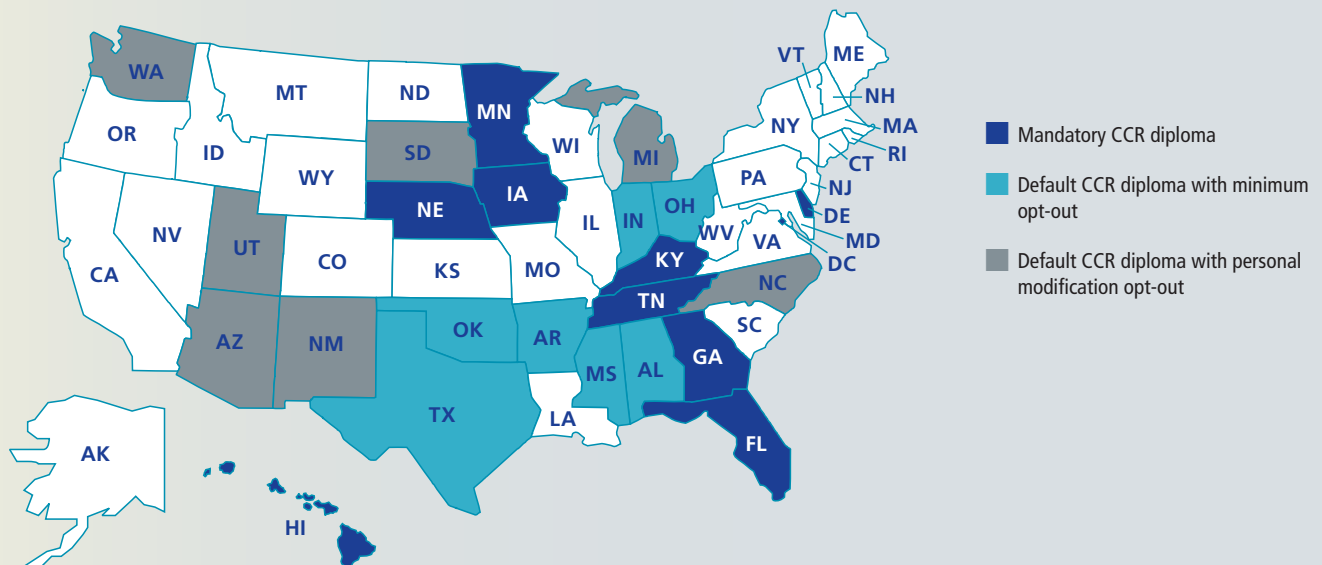 VT
ME
WA
MT
ND
MN
NH
OR
NY
MA
ID
WI
SD
MI
RI
CT
WY
PA
NJ
IA
NE
OH
DE
IL
IN
NV
UT
WV
VA
MD
CO
KY
DC
CA
KS
MO
NC
TN
SC
AZ
NM
OK
AR
GA
MS
AL
TX
LA
FL
AK
HI
Mandatory CCR diploma
Default CCR diploma with minimum
opt-out
Default CCR diploma with personal
modification opt-out